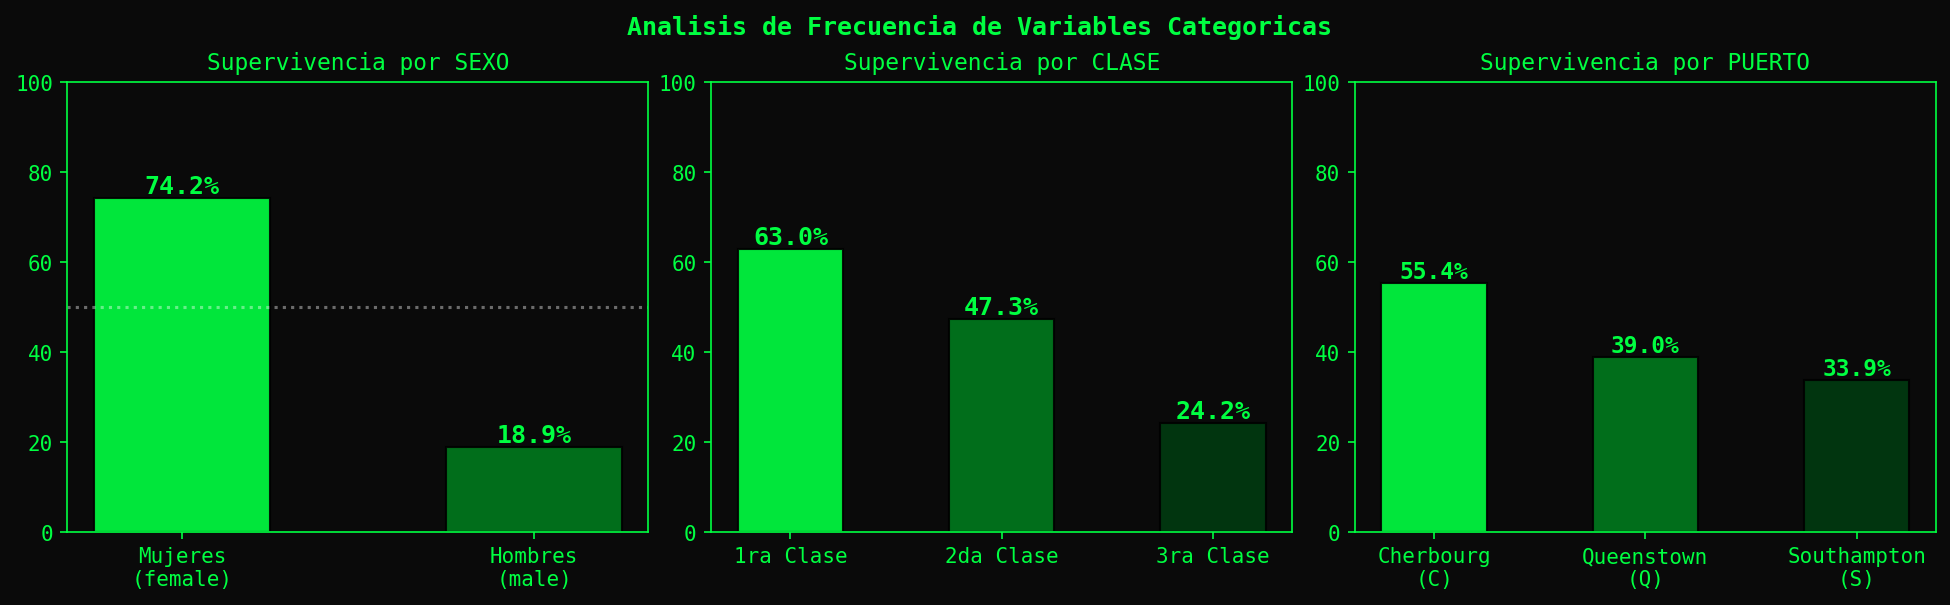 Analisis de Frecuencia de Variables Categoricas
Supervivencia por SEXO
100
80
60
40
20
0
74.2%
18.9%
Mujeres
(female)
Hombres
(male)
Supervivencia por CLASE
100
80
60
40
20
0
63.0%
47.3%
24.2%
1ra Clase
2da Clase
3ra Clase
Supervivencia por PUERTO
100
80
60
40
20
0
55.4%
39.0%
33.9%
Cherbourg
(C)
Queenstown
(Q)
Southampton
(S)